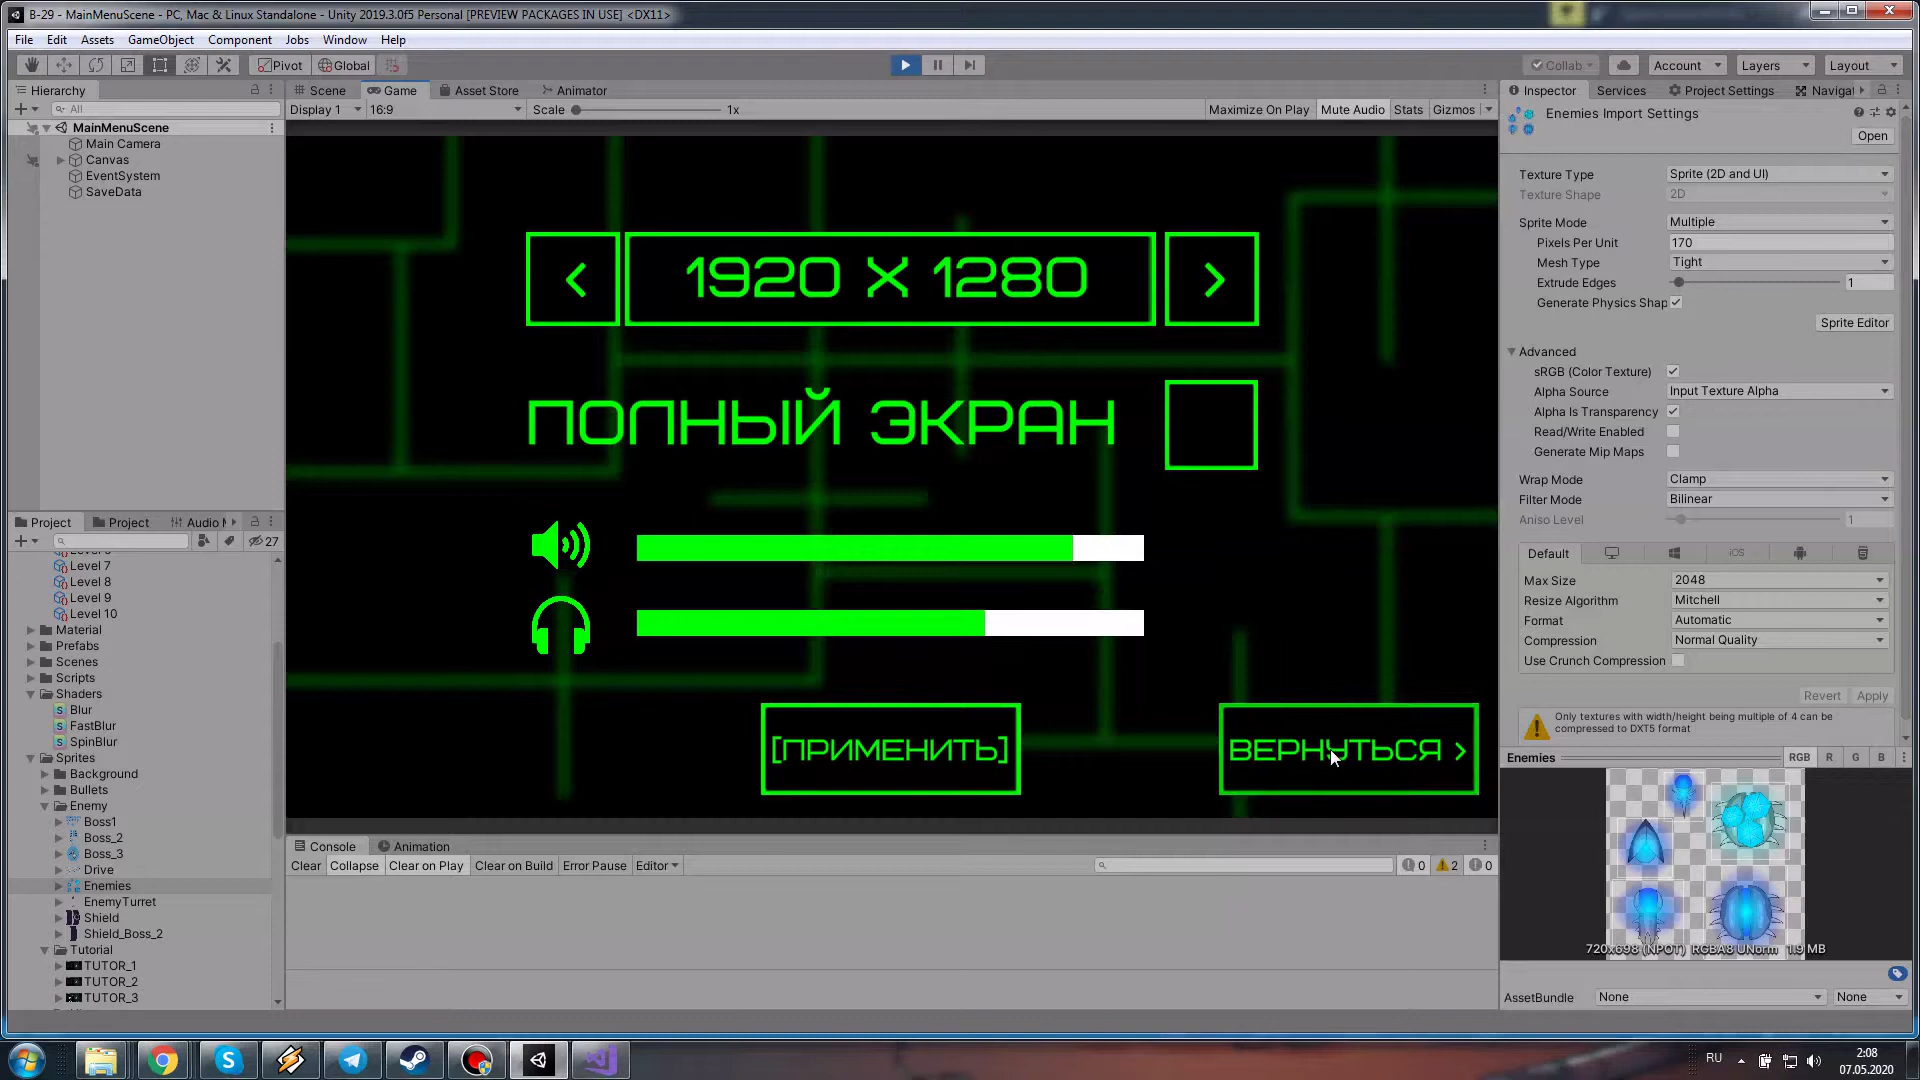 B-29 - MainMenuScene - PC, Mac & Linux Standalone - Unity 2019.3.0f5 Personal [PREVIEW PACKAGES IN USE] <DX11>
File Edit Assets GameObject Component Jobs Window Help
Pivot Global Collab Account Layers Layout
Hierarchy
All
MainMenuScene
Main Camera
Canvas
EventSystem
SaveData
Scene Game Asset Store Animator
Display 1 16:9 Scale 1x Maximize On Play Mute Audio Stats Gizmos
< 1920 X 1280 >
ПОЛНЫЙ ЭКРАН
[ПРИМЕНИТЬ]
ВЕРНУТЬСЯ >
Project Project Audio M
27
Level 7
Level 8
Level 9
Level 10
Material
Prefabs
Scenes
Scripts
Shaders
Blur
FastBlur
SpinBlur
Sprites
Background
Bullets
Enemy
Boss1
Boss_2
Boss_3
Drive
Enemies
EnemyTurret
Shield
Shield_Boss_2
Tutorial
TUTOR_1
TUTOR_2
TUTOR_3
Console Animation
Clear Collapse Clear on Play Clear on Build Error Pause Editor 0 2 0
Inspector Services Project Settings Navigat
Enemies Import Settings
Open
Texture Type Sprite (2D and UI)
Texture Shape 2D
Sprite Mode Multiple
Pixels Per Unit 170
Mesh Type Tight
Extrude Edges 1
Generate Physics Shap
Sprite Editor
Advanced
sRGB (Color Texture)
Alpha Source Input Texture Alpha
Alpha Is Transparency
Read/Write Enabled
Generate Mip Maps
Wrap Mode Clamp
Filter Mode Bilinear
Aniso Level 1
Default iOS
Max Size 2048
Resize Algorithm Mitchell
Format Automatic
Compression Normal Quality
Use Crunch Compression
Revert Apply
Only textures with width/height being multiple of 4 can be
compressed to DXT5 format
Enemies RGB R G B
720x698 (NPOT) RGBA8 UNorm 1.9 MB
AssetBundle None None
RU
2:08
07.05.2020